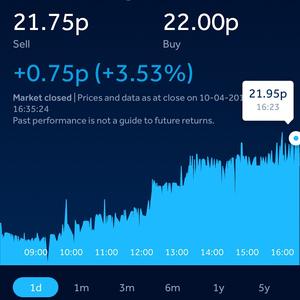 21.75p 22.00p
Sell Buy
+0.75p (+3.53%)
Market closed | Prices and data as at close on 10-04-201
16:35:24
Past performance is not a guide to future returns.
21.95p
16:23
09:00 10:00 11:00 12:00 13:00 14:00 15:00 16:00
1d 1m 3m 6m 1y 5y